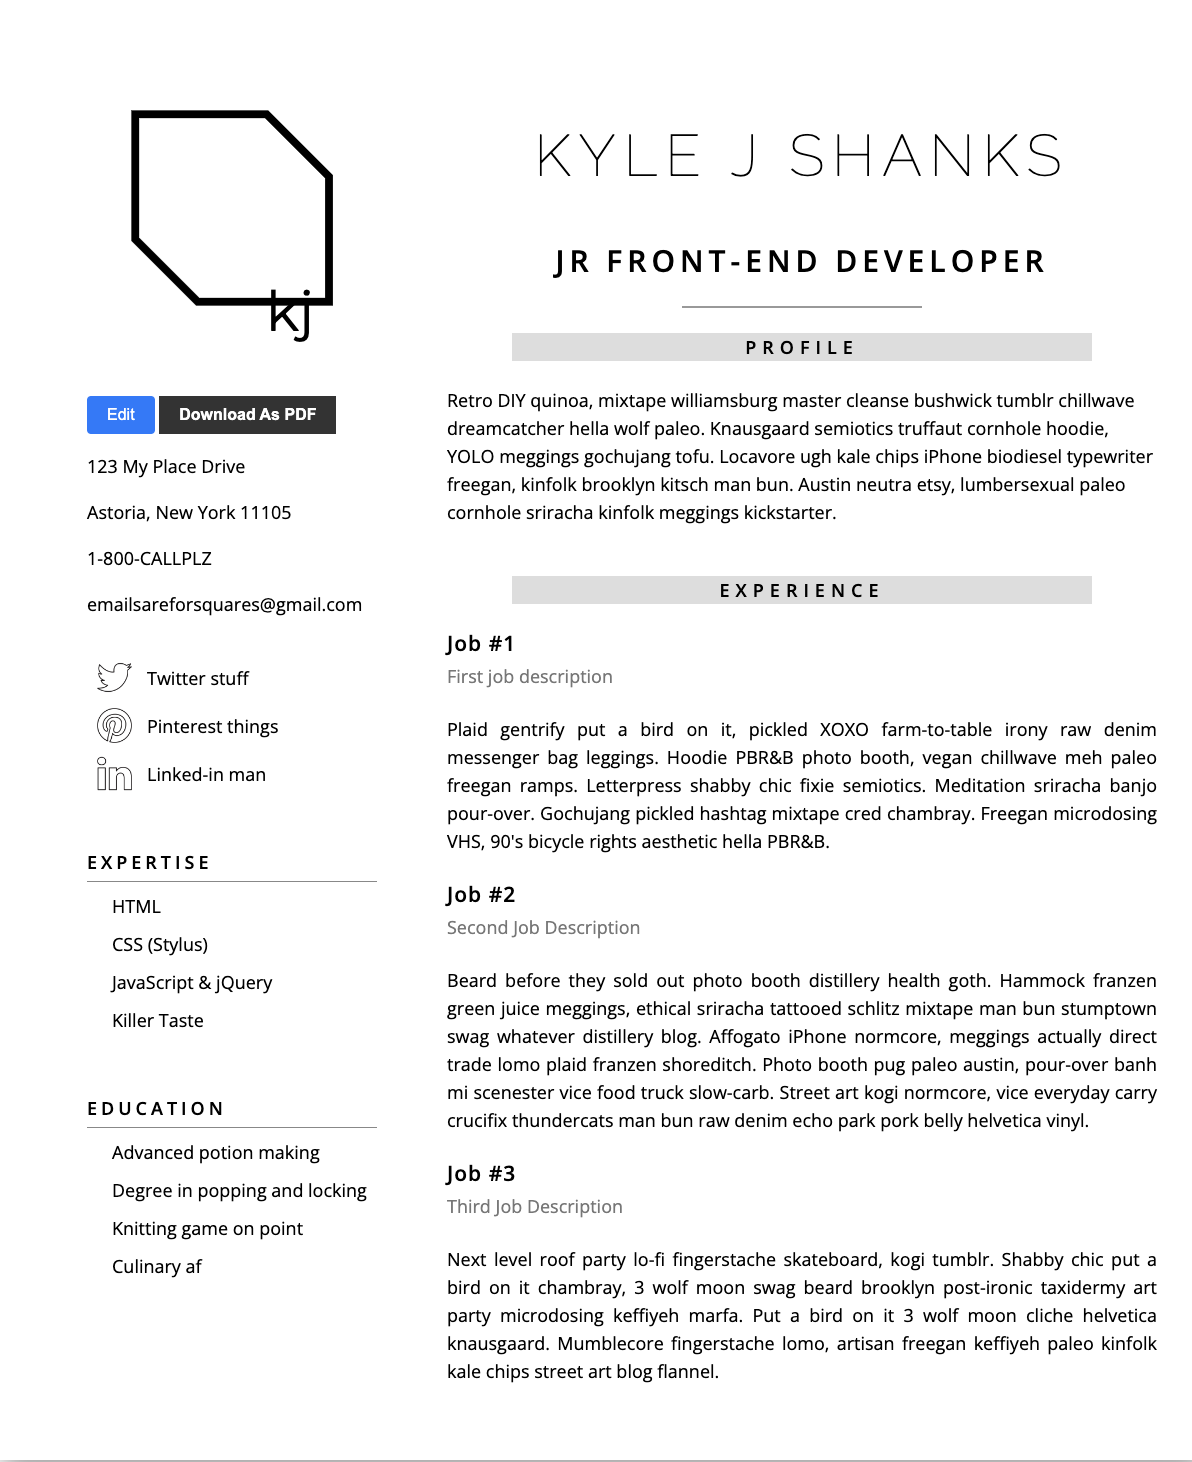 kj
Edit
Download As PDF
123 My Place Drive
Astoria, New York 11105
1-800-CALLPLZ
emailsareforsquares@gmail.com
Twitter stuff
Pinterest things
in
Linked-in man
EXPERTISE
HTML
CSS (Stylus)
JavaScript & jQuery
Killer Taste
EDUCATION
Advanced potion making
Degree in popping and locking
Knitting game on point
Culinary af
KYLE J SHANKS
JR FRONT-END DEVELOPER
PROFILE
Retro DIY quinoa, mixtape williamsburg master cleanse bushwick tumblr chillwave
dreamcatcher hella wolf paleo. Knausgaard semiotics truffaut cornhole hoodie,
YOLO meggings gochujang tofu. Locavore ugh kale chips iPhone biodiesel typewriter
freegan, kinfolk brooklyn kitsch man bun. Austin neutra etsy, lumbersexual paleo
cornhole sriracha kinfolk meggings kickstarter.
EXPERIENCE
Job #1
First job description
Plaid gentrify put a bird on it, pickled XOXO farm-to-table irony raw denim
messenger bag leggings. Hoodie PBR&B photo booth, vegan chillwave meh paleo
freegan ramps. Letterpress shabby chic fixie semiotics. Meditation sriracha banjo
pour-over. Gochujang pickled hashtag mixtape cred chambray. Freegan microdosing
VHS, 90's bicycle rights aesthetic hella PBR&B.
Job #2
Second Job Description
Beard before they sold out photo booth distillery health goth. Hammock franzen
green juice meggings, ethical sriracha tattooed schlitz mixtape man bun stumptown
swag whatever distillery blog. Affogato iPhone normcore, meggings actually direct
trade lomo plaid franzen shoreditch. Photo booth pug paleo austin, pour-over banh
mi scenester vice food truck slow-carb. Street art kogi normcore, vice everyday carry
crucifix thundercats man bun raw denim echo park pork belly helvetica vinyl.
Job #3
Third Job Description
Next level roof party lo-fi fingerstache skateboard, kogi tumblr. Shabby chic put a
bird on it chambray, 3 wolf moon swag beard brooklyn post-ironic taxidermy art
party microdosing keffiyeh marfa. Put a bird on it 3 wolf moon cliche helvetica
knausgaard. Mumblecore fingerstache lomo, artisan freegan keffiyeh paleo kinfolk
kale chips street art blog flannel.